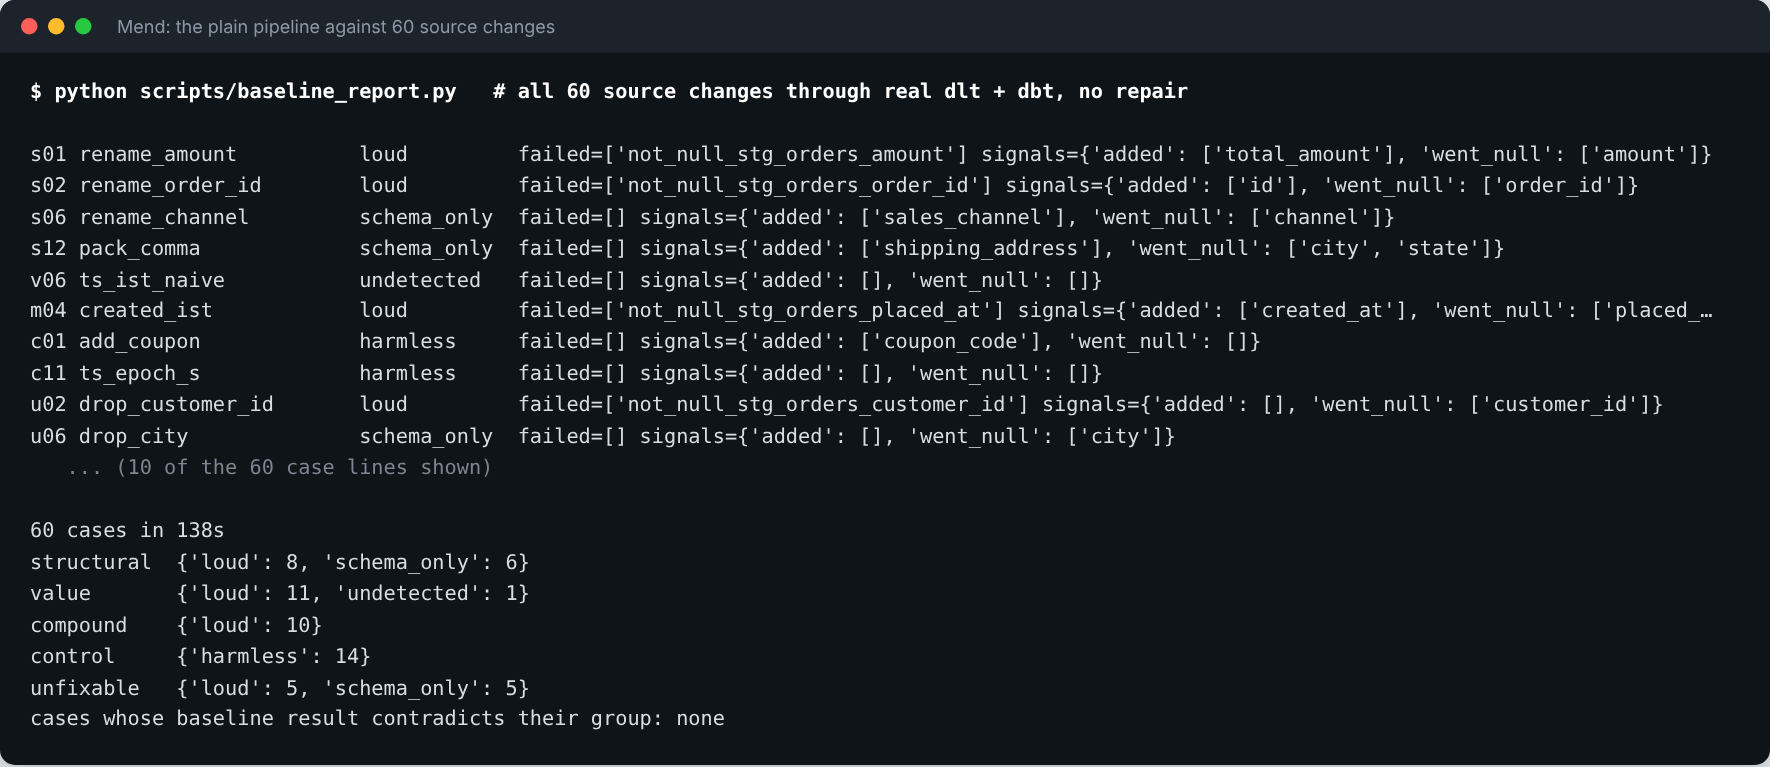 Mend: the plain pipeline against 60 source changes
$ python scripts/baseline_report.py   # all 60 source changes through real dlt + dbt, no repair
s01 rename_amount          loud         failed=['not_null_stg_orders_amount'] signals={'added': ['total_amount'], 'went_null': ['amount']}
s02 rename_order_id        loud         failed=['not_null_stg_orders_order_id'] signals={'added': ['id'], 'went_null': ['order_id']}
s06 rename_channel         schema_only  failed=[] signals={'added': ['sales_channel'], 'went_null': ['channel']}
s12 pack_comma             schema_only  failed=[] signals={'added': ['shipping_address'], 'went_null': ['city', 'state']}
v06 ts_ist_naive           undetected   failed=[] signals={'added': [], 'went_null': []}
m04 created_ist            loud         failed=['not_null_stg_orders_placed_at'] signals={'added': ['created_at'], 'went_null': ['placed_…
c01 add_coupon             harmless     failed=[] signals={'added': ['coupon_code'], 'went_null': []}
c11 ts_epoch_s             harmless     failed=[] signals={'added': [], 'went_null': []}
u02 drop_customer_id       loud         failed=['not_null_stg_orders_customer_id'] signals={'added': [], 'went_null': ['customer_id']}
u06 drop_city              schema_only  failed=[] signals={'added': [], 'went_null': ['city']}
... (10 of the 60 case lines shown)
60 cases in 138s
structural  {'loud': 8, 'schema_only': 6}
value       {'loud': 11, 'undetected': 1}
compound    {'loud': 10}
control     {'harmless': 14}
unfixable   {'loud': 5, 'schema_only': 5}
cases whose baseline result contradicts their group: none